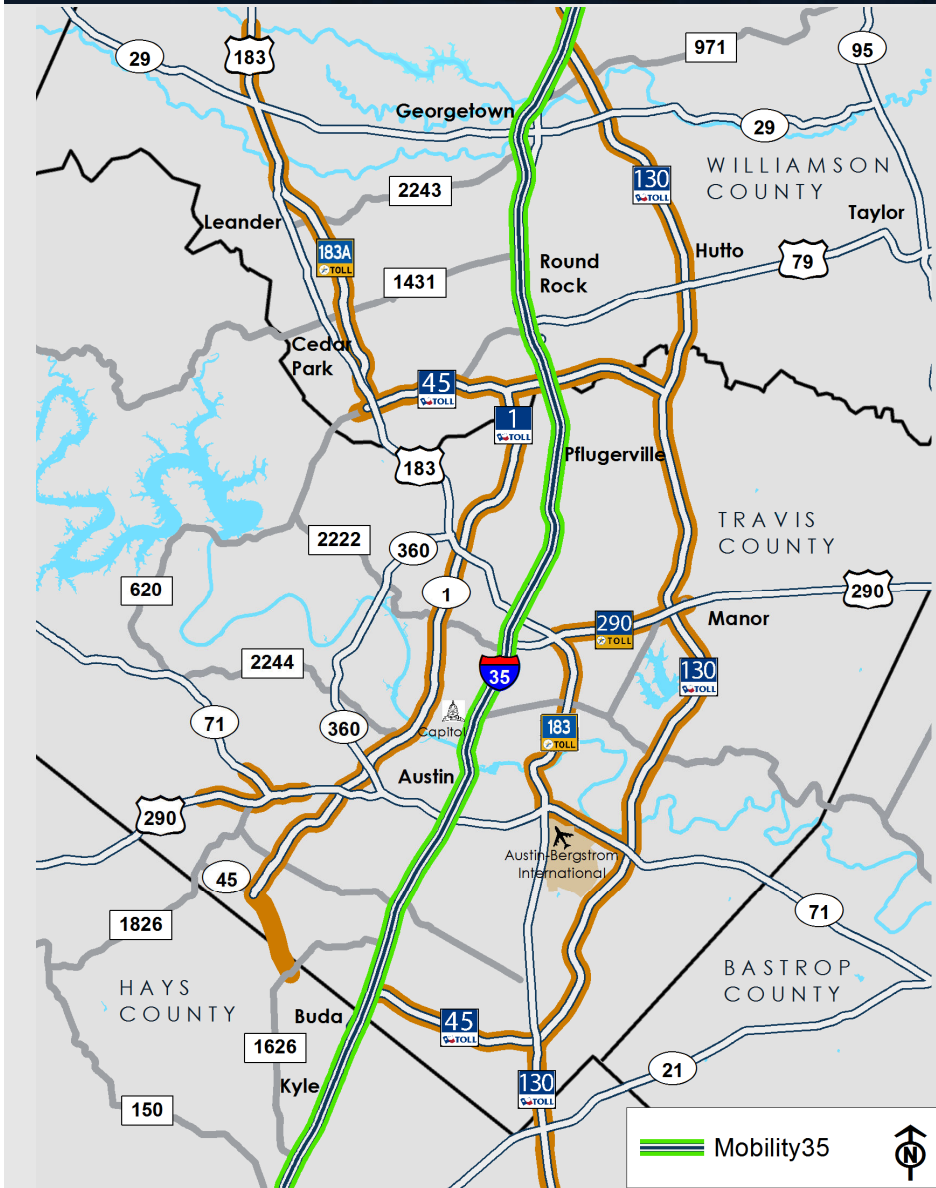 971
29
183
95
Georgetown
29
WILLIAMSON
COUNTY
130
TOLL
2243
Leander
Taylor
183A
TOLL
Hutto
79
Round
Rock
1431
Cedar
Park
45
TOLL
1
TOLL
Pflugerville
183
TRAVIS
COUNTY
2222
360
620
1
290
290
TOLL
Manor
2244
35
130
TOLL
71
360
Capitol
183
TOLL
Austin
290
Austin-Bergstrom
International
45
71
1826
BASTROP
COUNTY
HAYS
COUNTY
Buda
45
TOLL
1626
21
Kyle
130
TOLL
150
Mobility35
N